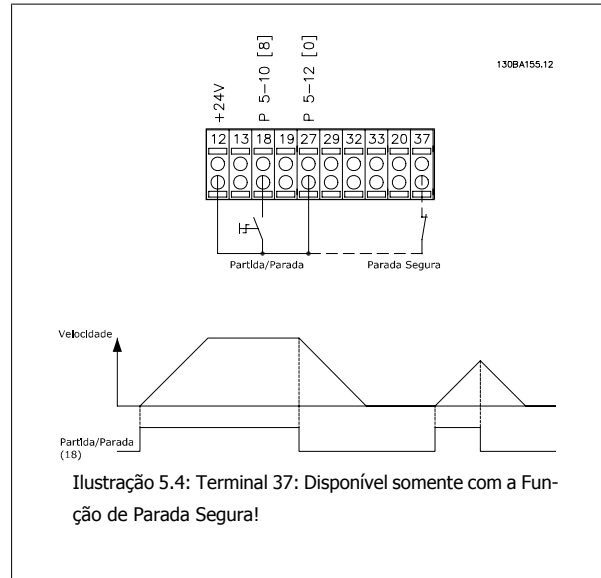 130BA155.12
+24V
P 5-10 [8]
P 5-12 [0]
12 13 18 19 27 29 32 33 20 37
Partida/Parada
Parada Segura
Velocidade
Partida/Parada
(18)
Ilustração 5.4: Terminal 37: Disponível somente com a Fun-
ção de Parada Segura!